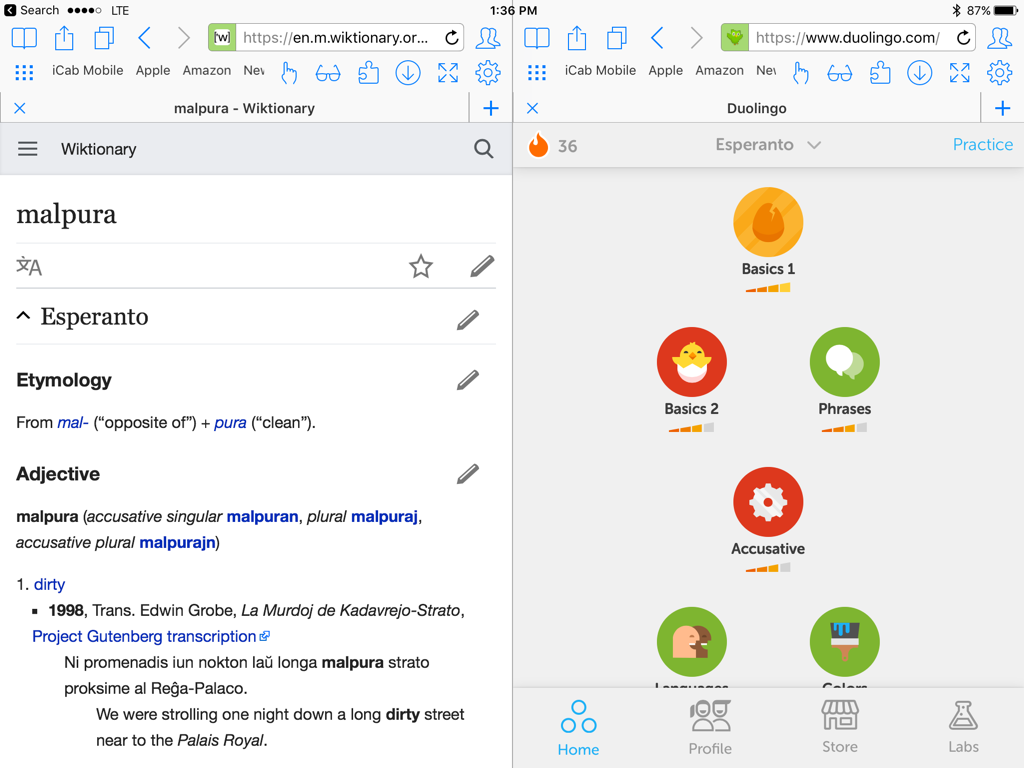 Search LTE 1:36 PM 87%
[w] https://en.m.wiktionary.or...
iCab Mobile Apple Amazon Nev
malpura - Wiktionary
Wiktionary
malpura
文A
Esperanto
Etymology
From mal- (“opposite of”) + pura (“clean”).
Adjective
malpura (accusative singular malpuran, plural malpuraj,
accusative plural malpurajn)
1. dirty
▪ 1998, Trans. Edwin Grobe, La Murdoj de Kadavrejo-Strato,
Project Gutenberg transcription
Ni promenadis iun nokton laŭ longa malpura strato
proksime al Reĝa-Palaco.
We were strolling one night down a long dirty street
near to the Palais Royal.
https://www.duolingo.com/
iCab Mobile Apple Amazon Nev
Duolingo
36 Esperanto Practice
Basics 1
Basics 2 Phrases
Accusative
Languages Colors
Home Profile Store Labs